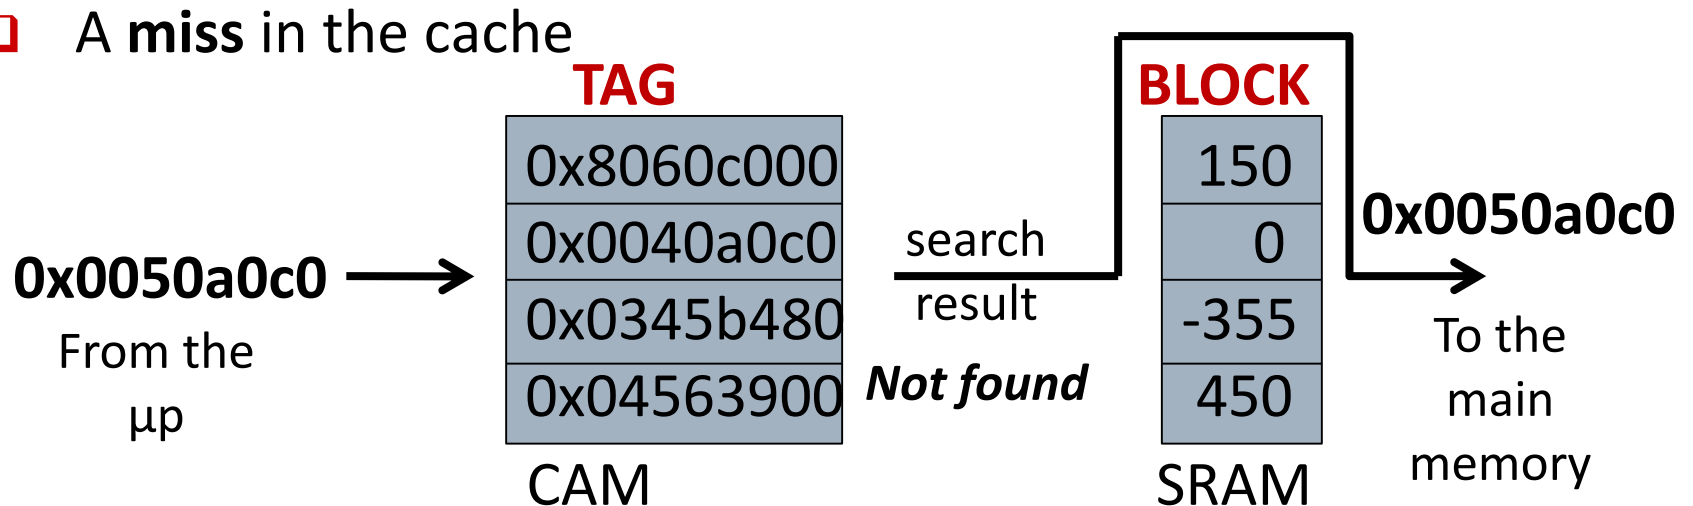 A miss in the cache
TAG
BLOCK
0x8060c000
150
0x0050a0c0
0x0040a0c0
search
0
0x0050a0c0
From the
µp
0x0345b480
result
-355
To the
main
memory
0x04563900
Not found
450
CAM
SRAM